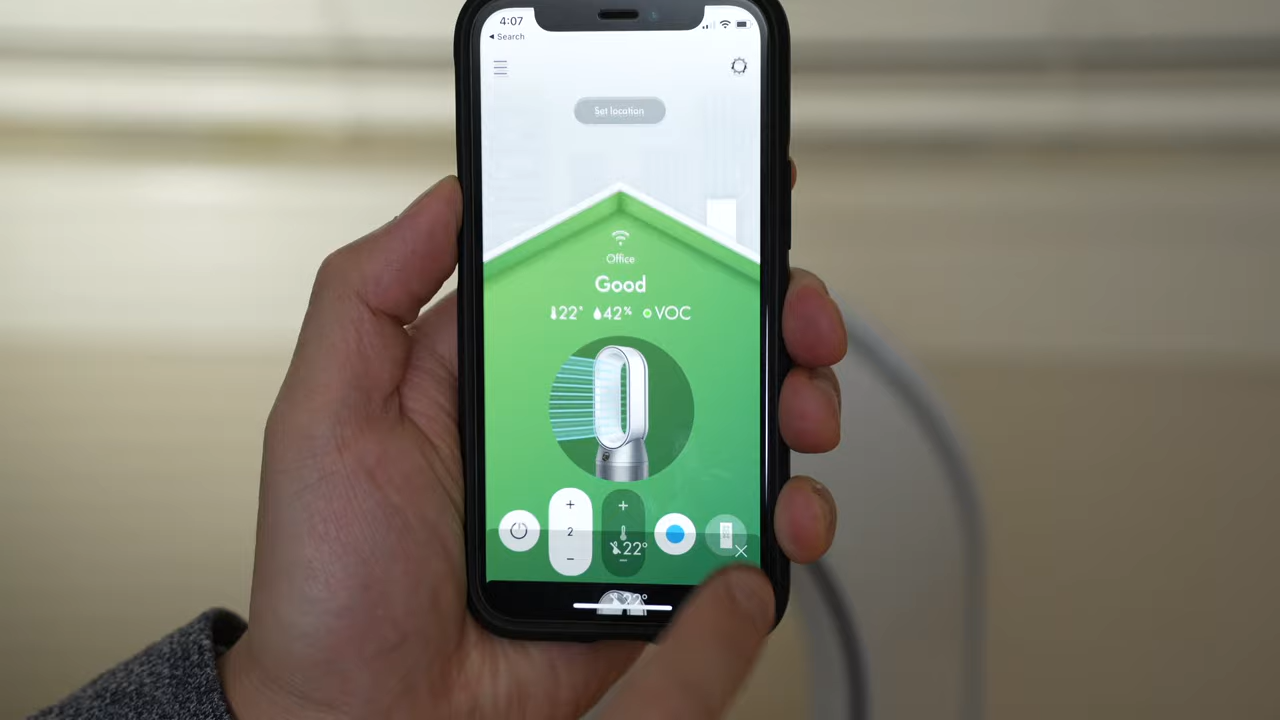 4:07
◂ Search
Set location
Office
Good
22° 42% VOC
+ +
2
22°
− −